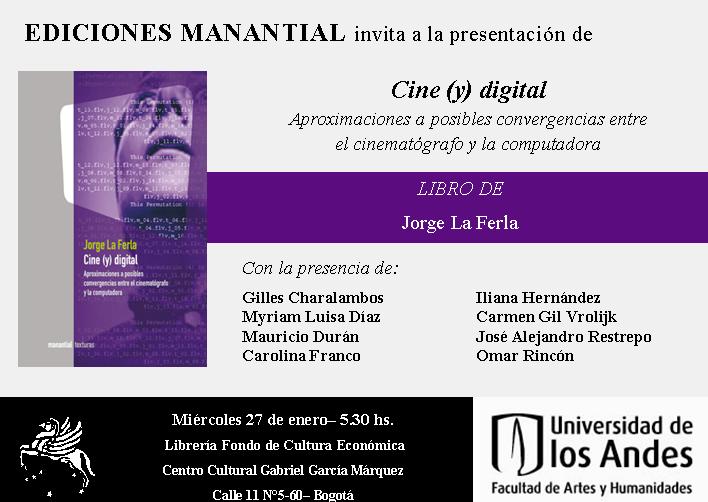 EDICIONES MANANTIAL invita a la presentación de
Cine (y) digital
Aproximaciones a posibles convergencias entre
el cinematógrafo y la computadora
LIBRO DE
Jorge La Ferla
Jorge La Ferla
Cine (y) digital
Aproximaciones a posibles
convergencias entre el cinematógrafo
y la computadora
manantial texturas
Con la presencia de:
Gilles Charalambos
Myriam Luisa Díaz
Mauricio Durán
Carolina Franco
Iliana Hernández
Carmen Gil Vrolijk
José Alejandro Restrepo
Omar Rincón
Miércoles 27 de enero– 5.30 hs.
Librería Fondo de Cultura Económica
Centro Cultural Gabriel García Márquez
Calle 11 N°5-60– Bogotá
Universidad de
los Andes
Facultad de Artes y Humanidades